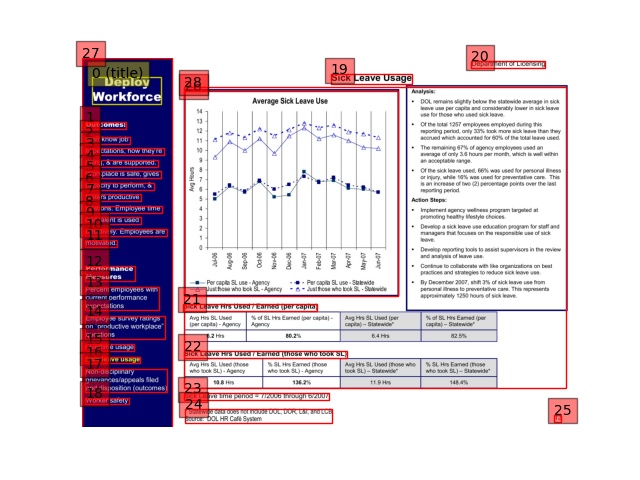 27
20
Department of Licensing
19
Sick Leave Usage
0 (title)
Deploy
Workforce
28
Average Sick Leave Use
Avg Hours
14
13
12
11
10
9
8
7
6
5
4
3
2
1
0
Jul-06
Aug-06
Sep-06
Oct-06
Nov-06
Dec-06
Jan-07
Feb-07
Mar-07
Apr-07
May-07
Jun-07
Per capita SL use - Agency
Per capita SL use - Statewide
Just those who took SL - Agency
Just those who took SL - Statewide
Analysis:
• DOL remains slightly below the statewide average in sick
leave use per capita and considerably lower in sick leave
use for those who used sick leave.
• Of the total 1257 employees employed during this
reporting period, only 33% used more sick leave than they
accrued which accounted for 60% of the total leave used.
• The remaining 67% of agency employees used an
average of only 3.6 hours per month, which is well within
an acceptable range.
• Of the sick leave used, 66% was used for personal illness
or injury, while 16% was used for preventative care. This
is an increase of two (2) percentage points over the last
reporting period.
Action Steps:
• Implement agency wellness program targeted at
promoting healthy lifestyle choices.
• Develop a sick leave use education program for staff and
managers that focuses on the responsible use of sick
leave.
• Develop reporting tools to assist supervisors in the review
and analysis of leave use.
• Continue to collaborate with like organizations on best
practices and strategies to reduce sick leave use.
• By December 2007, shift 3% of sick leave use from
personal illness to preventative care. This represents
approximately 1250 hours of sick leave.
know job
how they're
& are supported.
is safe, gives
to perform, &
productive
Employee time
is used
Employees are
motivated.
12
Performance
Measures
Percent employees with
current performance
expectations
Employee survey ratings
on "productive workplace"
questions
usage
usage
Non-disciplinary
grievances/appeals filed
disposition (outcomes)
Worker safety
21
Sick Leave Hrs Used / Earned (per capita)
Avg Hrs SL Used
(per capita) - Agency
% of SL Hrs Earned (per capita) -
Agency
Avg Hrs SL Used (per
capita) – Statewide*
% of SL Hrs Earned (per
capita) – Statewide*
6.2 Hrs
80.2%
6.4 Hrs
82.5%
22
Sick Leave Hrs Used / Earned (those who took SL)
Avg Hrs SL Used (those
who took SL) - Agency
% SL Hrs Earned (those
who took SL) - Agency
Avg Hrs SL Used (those who
took SL) – Statewide*
% SL Hrs Earned (those
who took SL) – Statewide*
10.8 Hrs
136.2%
11.9 Hrs
148.4%
23
Sick Leave time period = 7/2006 through 6/2007
24
Statewide data does not include DOL, DOR, L&I, and LCB
Source: DOL HR Café System
25